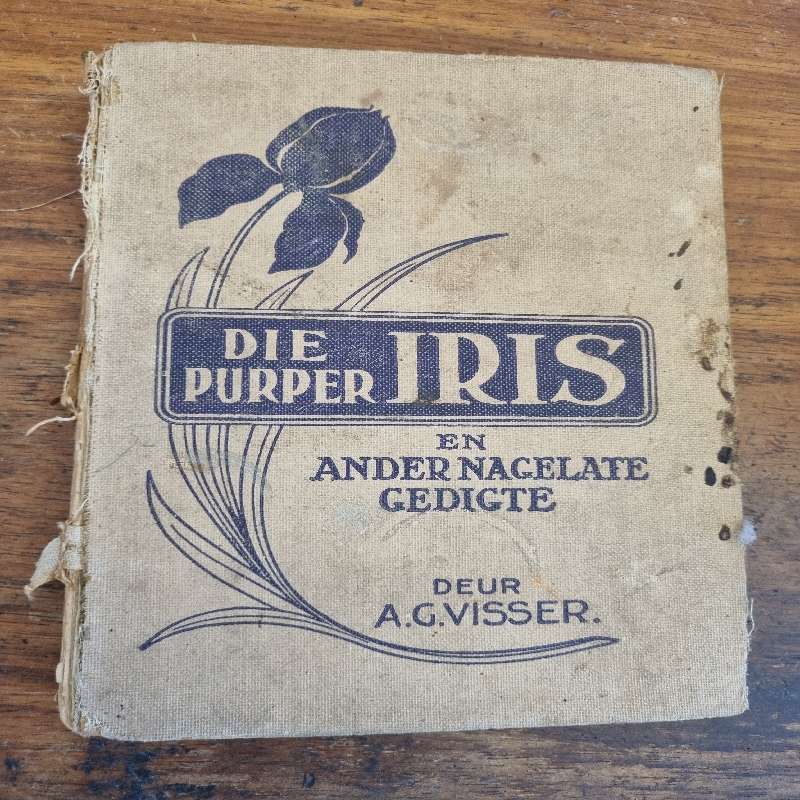 DIE
PURPER IRIS
EN
ANDER NAGELATE
GEDIGTE
DEUR
A.G.VISSER.